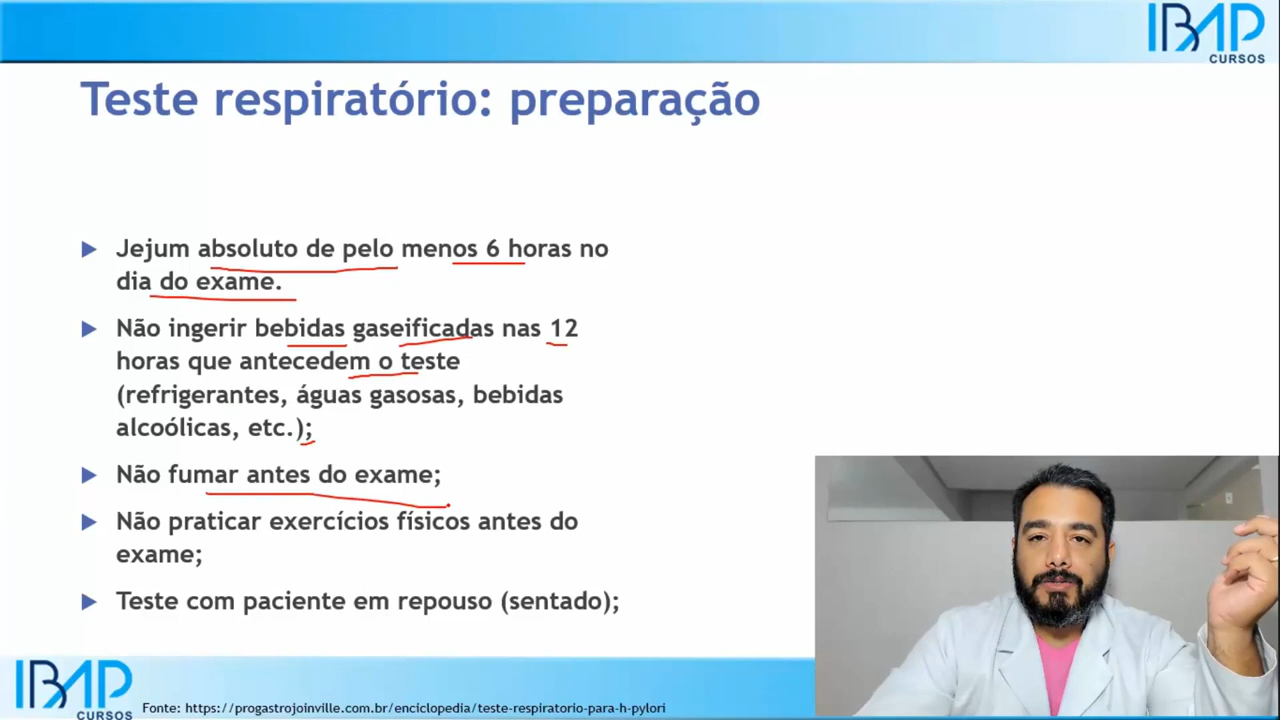 IBAP
CURSOS
Teste respiratório: preparação
Jejum absoluto de pelo menos 6 horas no
dia do exame.
Não ingerir bebidas gaseificadas nas 12
horas que antecedem o teste
(refrigerantes, águas gasosas, bebidas
alcoólicas, etc.);
Não fumar antes do exame;
Não praticar exercícios físicos antes do
exame;
Teste com paciente em repouso (sentado);
IBAP
CURSOS
Fonte: https://progastrojoinville.com.br/enciclopedia/teste-respiratorio-para-h-pylori